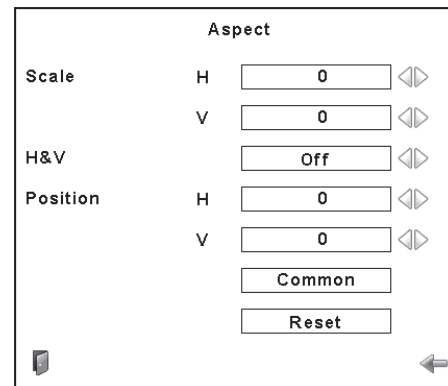 Aspect
Scale H 0
V 0
H&V Off
Position H 0
V 0
Common
Reset